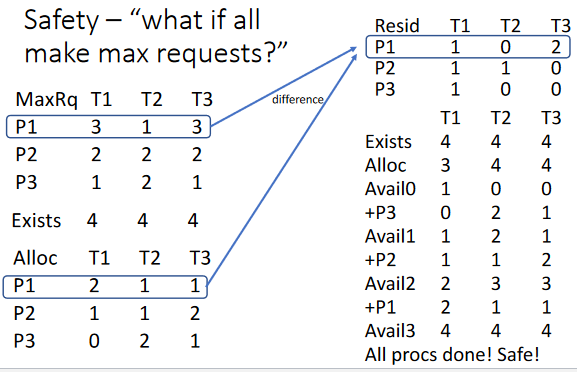 Safety – “what if all
make max requests?”
MaxRq T1 T2 T3
P1 3 1 3
P2 2 2 2
P3 1 2 1
Exists 4 4 4
Alloc T1 T2 T3
P1 2 1 1
P2 1 1 2
P3 0 2 1
difference
Resid T1 T2 T3
P1 1 0 2
P2 1 1 0
P3 1 0 0
T1 T2 T3
Exists 4 4 4
Alloc 3 4 4
Avail0 1 0 0
+P3 0 2 1
Avail1 1 2 1
+P2 1 1 2
Avail2 2 3 3
+P1 2 1 1
Avail3 4 4 4
All procs done! Safe!